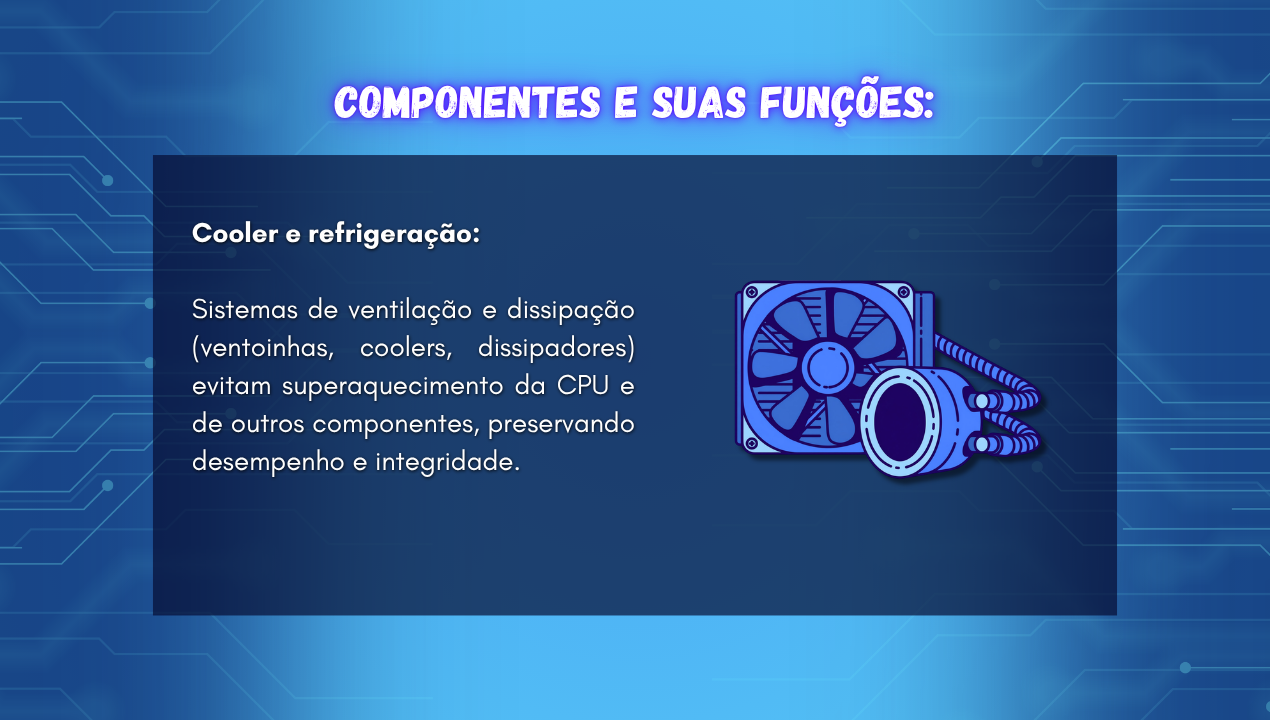 COMPONENTES E SUAS FUNÇÕES:
Cooler e refrigeração:
Sistemas de ventilação e dissipação
(ventoinhas, coolers, dissipadores)
evitam superaquecimento da CPU e
de outros componentes, preservando
desempenho e integridade.